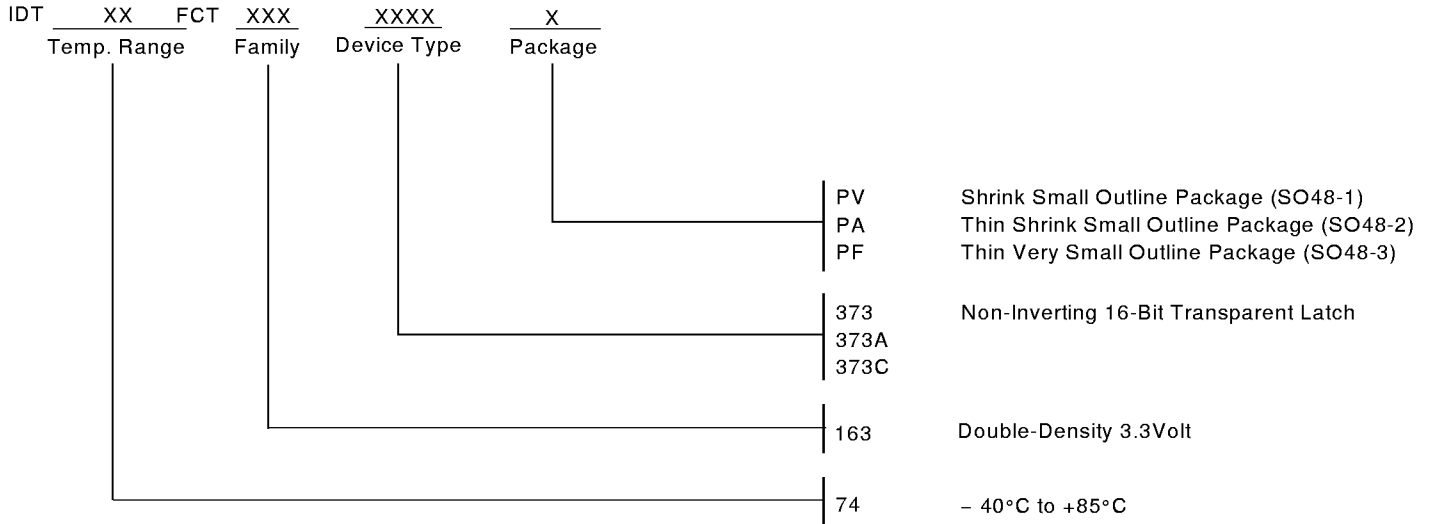 IDT XX FCT XXX XXXX X
Temp. Range Family Device Type Package
PV Shrink Small Outline Package (SO48-1)
PA Thin Shrink Small Outline Package (SO48-2)
PF Thin Very Small Outline Package (SO48-3)
373 Non-Inverting 16-Bit Transparent Latch
373A
373C
163 Double-Density 3.3Volt
74 – 40°C to +85°C